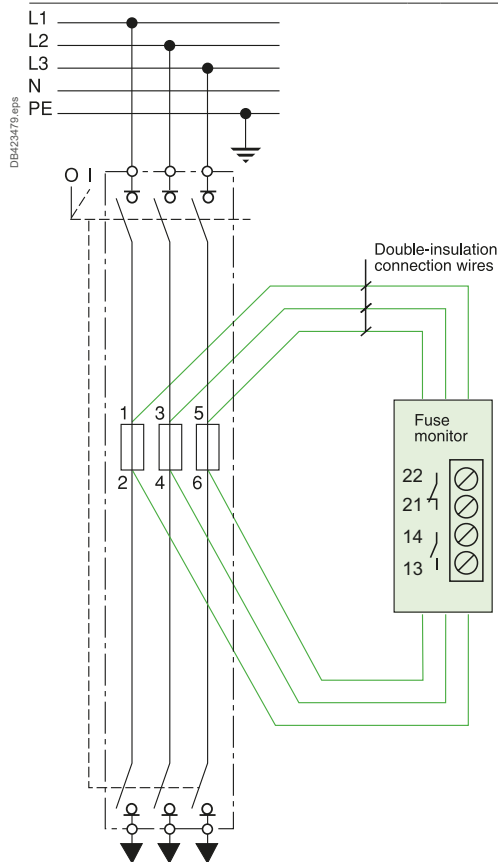 L1
L2
L3
N
PE
DB423479.eps
O I
Double-insulation
connection wires
1 3 5
2 4 6
Fuse
monitor
22
21
14
13